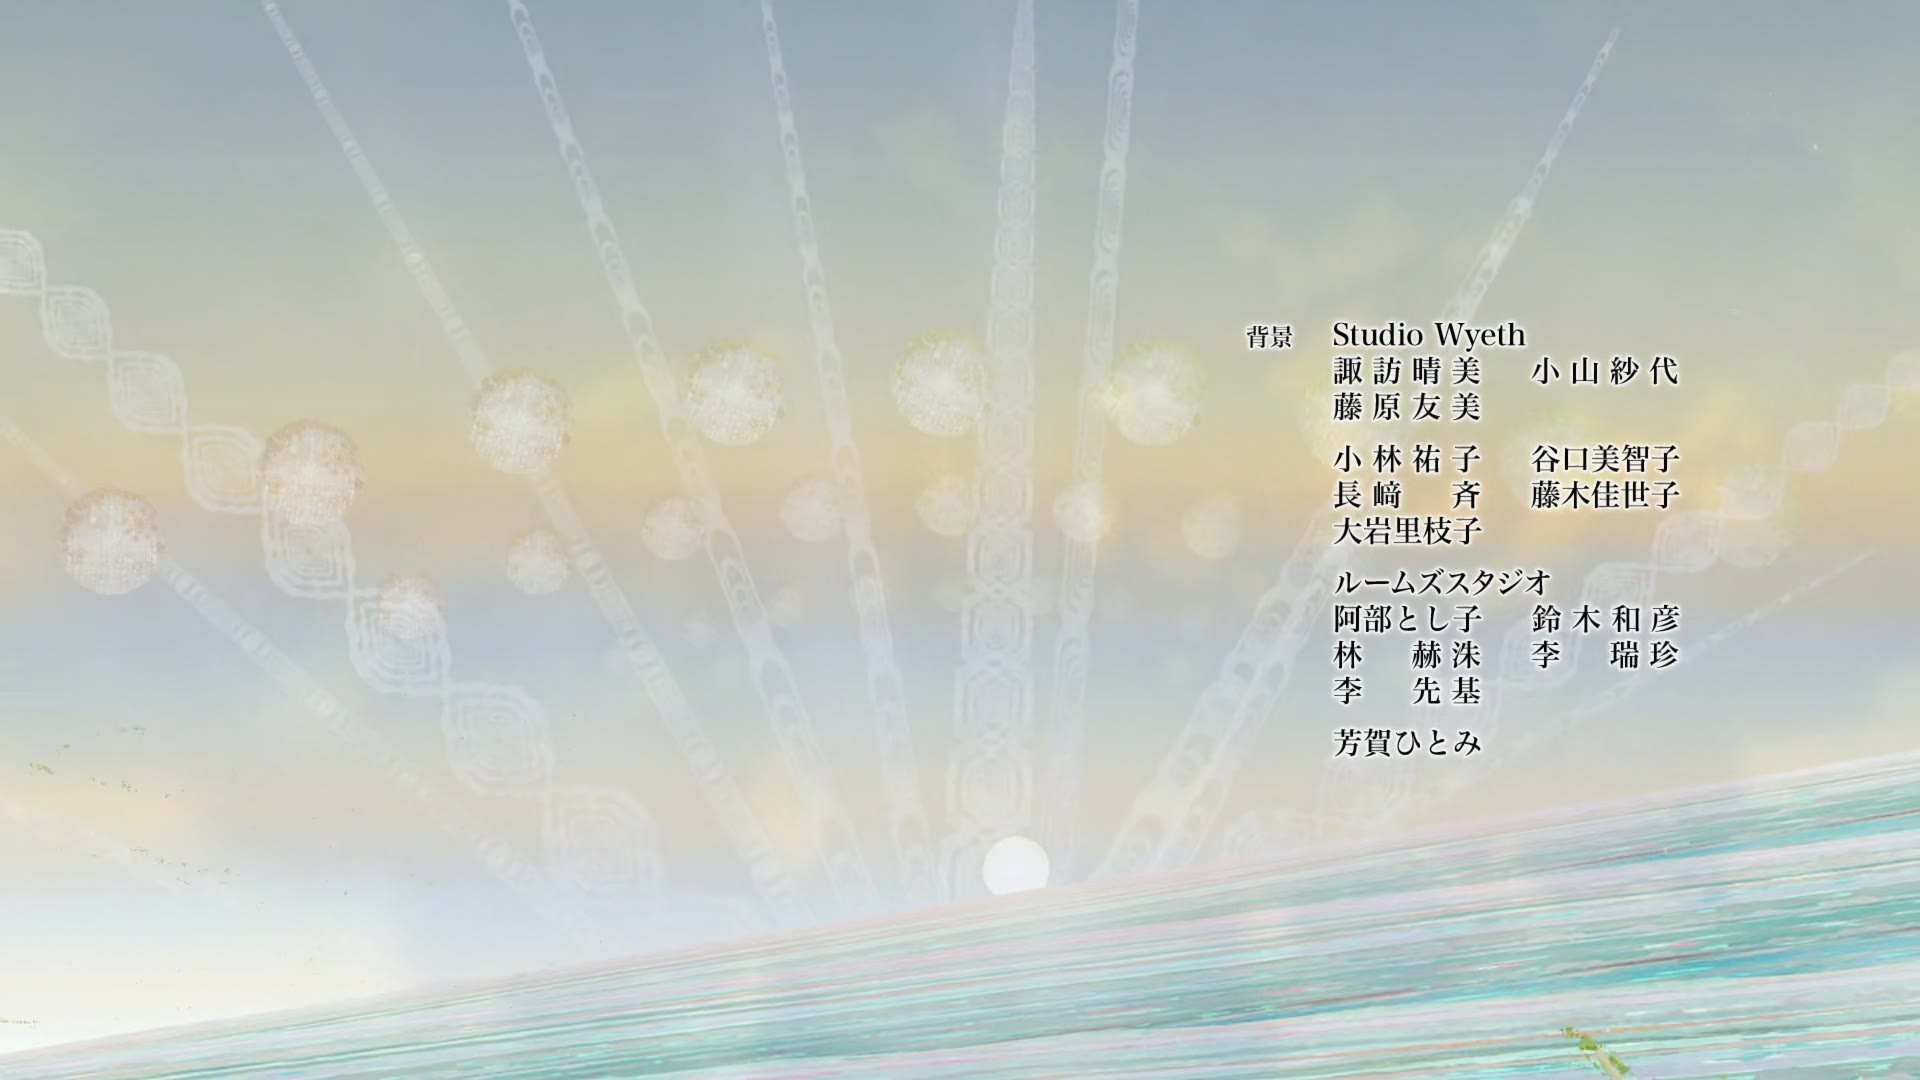 背景 Studio Wyeth
諏訪晴美 小山紗代
藤原友美
小林祐子 谷口美智子
長﨑斉 藤木佳世子
大岩里枝子
ルームズスタジオ
阿部とし子 鈴木和彦
林赫洙 李瑞珍
李先基
芳賀ひとみ